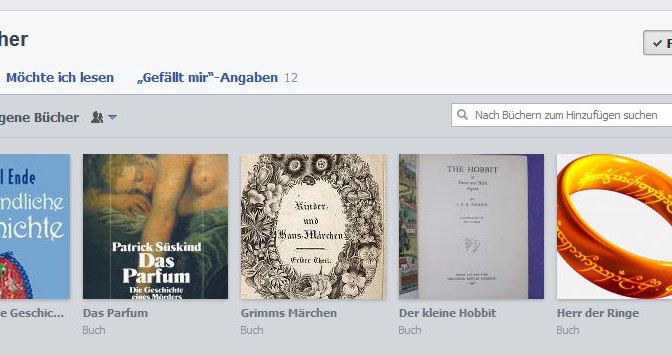 her
Möchte ich lesen „Gefällt mir“-Angaben 12
gene Bücher
Nach Büchern zum Hinzufügen suchen
l Ende
ndliche
chichte
Patrick Süskind
Das
Parfum
Die Geschichte
eines Mörders
Kinder-
und
Haus-Märchen
Erster Theil.
THE HOBBIT
or
There and Back
Again
BY
J. R. R. TOLKIEN
e Geschic...
Das Parfum
Buch
Grimms Märchen
Buch
Der kleine Hobbit
Buch
Herr der Ringe
Buch